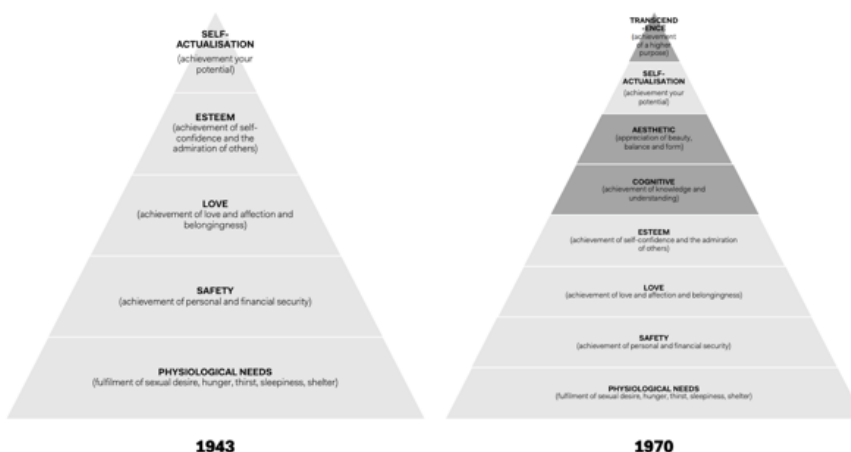 SELF-
ACTUALISATION
(achievement your
potential)
ESTEEM
(achievement of self-
confidence and the
admiration of others)
LOVE
(achievement of love and affection and
belongingness)
SAFETY
(achievement of personal and financial security)
PHYSIOLOGICAL NEEDS
(fulfilment of sexual desire, hunger, thirst, sleepiness, shelter)
1943
TRANSCEND
-ENCE
(achievement
of a higher
purpose)
SELF-
ACTUALISATION
(achievement your
potential)
AESTHETIC
(appreciation of beauty,
balance and form)
COGNITIVE
(achievement of knowledge and
understanding)
ESTEEM
(achievement of self-confidence and the admiration
of others)
LOVE
(achievement of love and affection and belongingness)
SAFETY
(achievement of personal and financial security)
PHYSIOLOGICAL NEEDS
(fulfilment of sexual desire, hunger, thirst, sleepiness, shelter)
1970